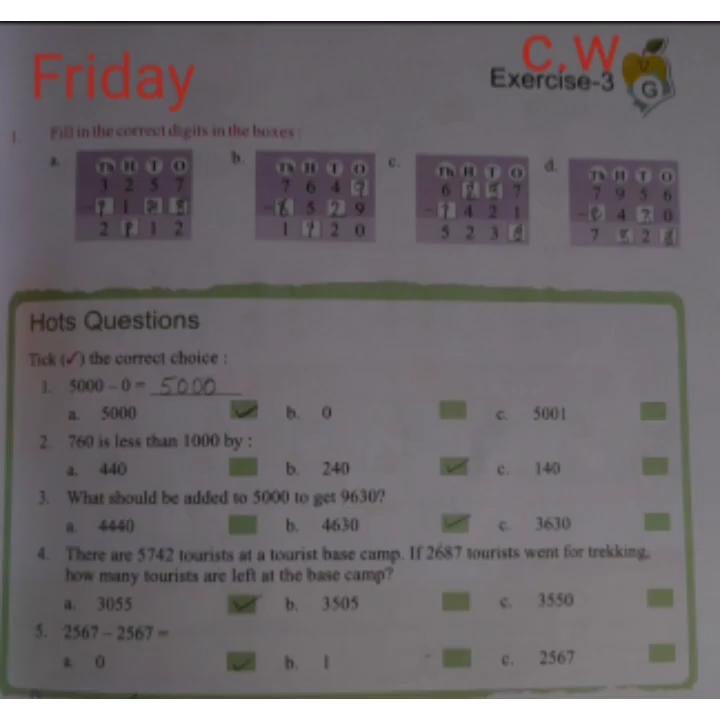 Friday
C,W
Exercise-3
G
1. Fill in the correct digits in the boxes :
a. b. c. d.
Th H T O Th H T O Th H T O Th H T O
3 2 5 7 7 6 4 6 7 7 9 5 6
- 1 - 5 2 9 - 4 2 1 - 4 0
2 1 2 1 2 0 5 2 3 7 2
Hots Questions
Tick (✓) the correct choice :
1. 5000 – 0 = 5000
a. 5000 ✓ b. 0 c. 5001
2. 760 is less than 1000 by :
a. 440 b. 240 ✓ c. 140
3. What should be added to 5000 to get 9630?
a. 4440 b. 4630 ✓ c. 3630
4. There are 5742 tourists at a tourist base camp. If 2687 tourists went for trekking,
how many tourists are left at the base camp?
a. 3055 ✓ b. 3505 c. 3550
5. 2567 – 2567 =
a. 0 ✓ b. 1 c. 2567